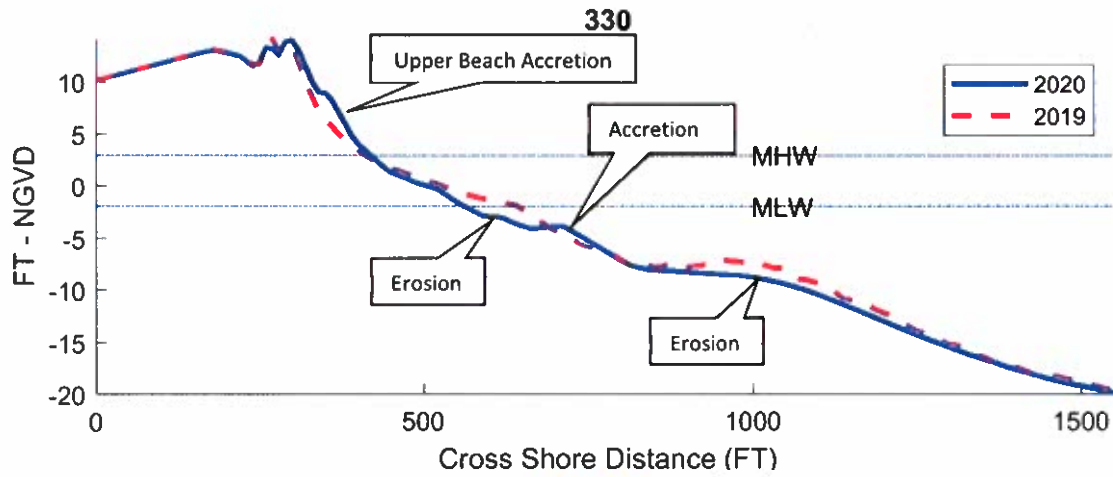 330
Upper Beach Accretion
Accretion
2020
2019
MHW
MLW
Erosion
Erosion
10
5
0
-5
-10
-15
-20
FT - NGVD
0
500
1000
1500
Cross Shore Distance (FT)